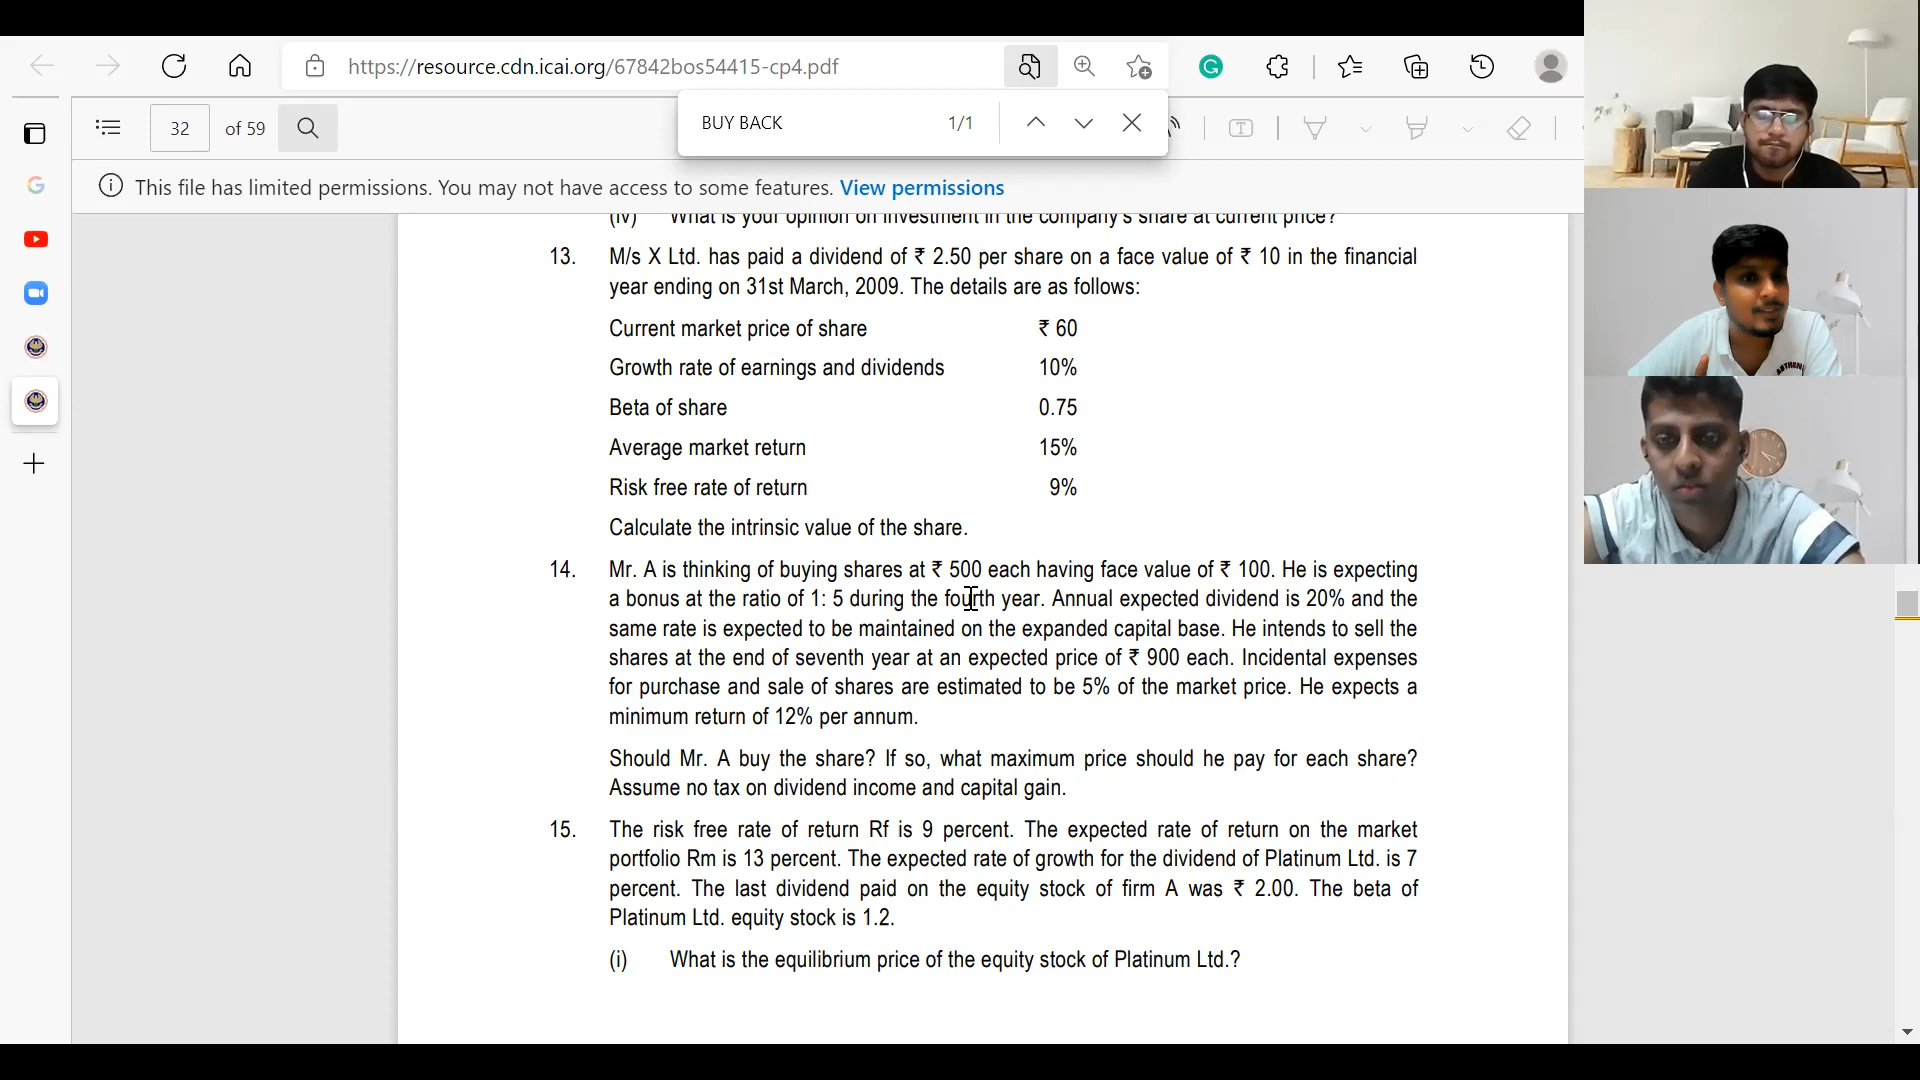 https://resource.cdn.icai.org/67842bos54415-cp4.pdf
BUY BACK 1/1
32 of 59
This file has limited permissions. You may not have access to some features. View permissions
(iv) What is your opinion on investment in the company's share at current price?
13. M/s X Ltd. has paid a dividend of ₹ 2.50 per share on a face value of ₹ 10 in the financial
year ending on 31st March, 2009. The details are as follows:
Current market price of share ₹ 60
Growth rate of earnings and dividends 10%
Beta of share 0.75
Average market return 15%
Risk free rate of return 9%
Calculate the intrinsic value of the share.
14. Mr. A is thinking of buying shares at ₹ 500 each having face value of ₹ 100. He is expecting
a bonus at the ratio of 1: 5 during the fourth year. Annual expected dividend is 20% and the
same rate is expected to be maintained on the expanded capital base. He intends to sell the
shares at the end of seventh year at an expected price of ₹ 900 each. Incidental expenses
for purchase and sale of shares are estimated to be 5% of the market price. He expects a
minimum return of 12% per annum.
Should Mr. A buy the share? If so, what maximum price should he pay for each share?
Assume no tax on dividend income and capital gain.
15. The risk free rate of return Rf is 9 percent. The expected rate of return on the market
portfolio Rm is 13 percent. The expected rate of growth for the dividend of Platinum Ltd. is 7
percent. The last dividend paid on the equity stock of firm A was ₹ 2.00. The beta of
Platinum Ltd. equity stock is 1.2.
(i) What is the equilibrium price of the equity stock of Platinum Ltd.?